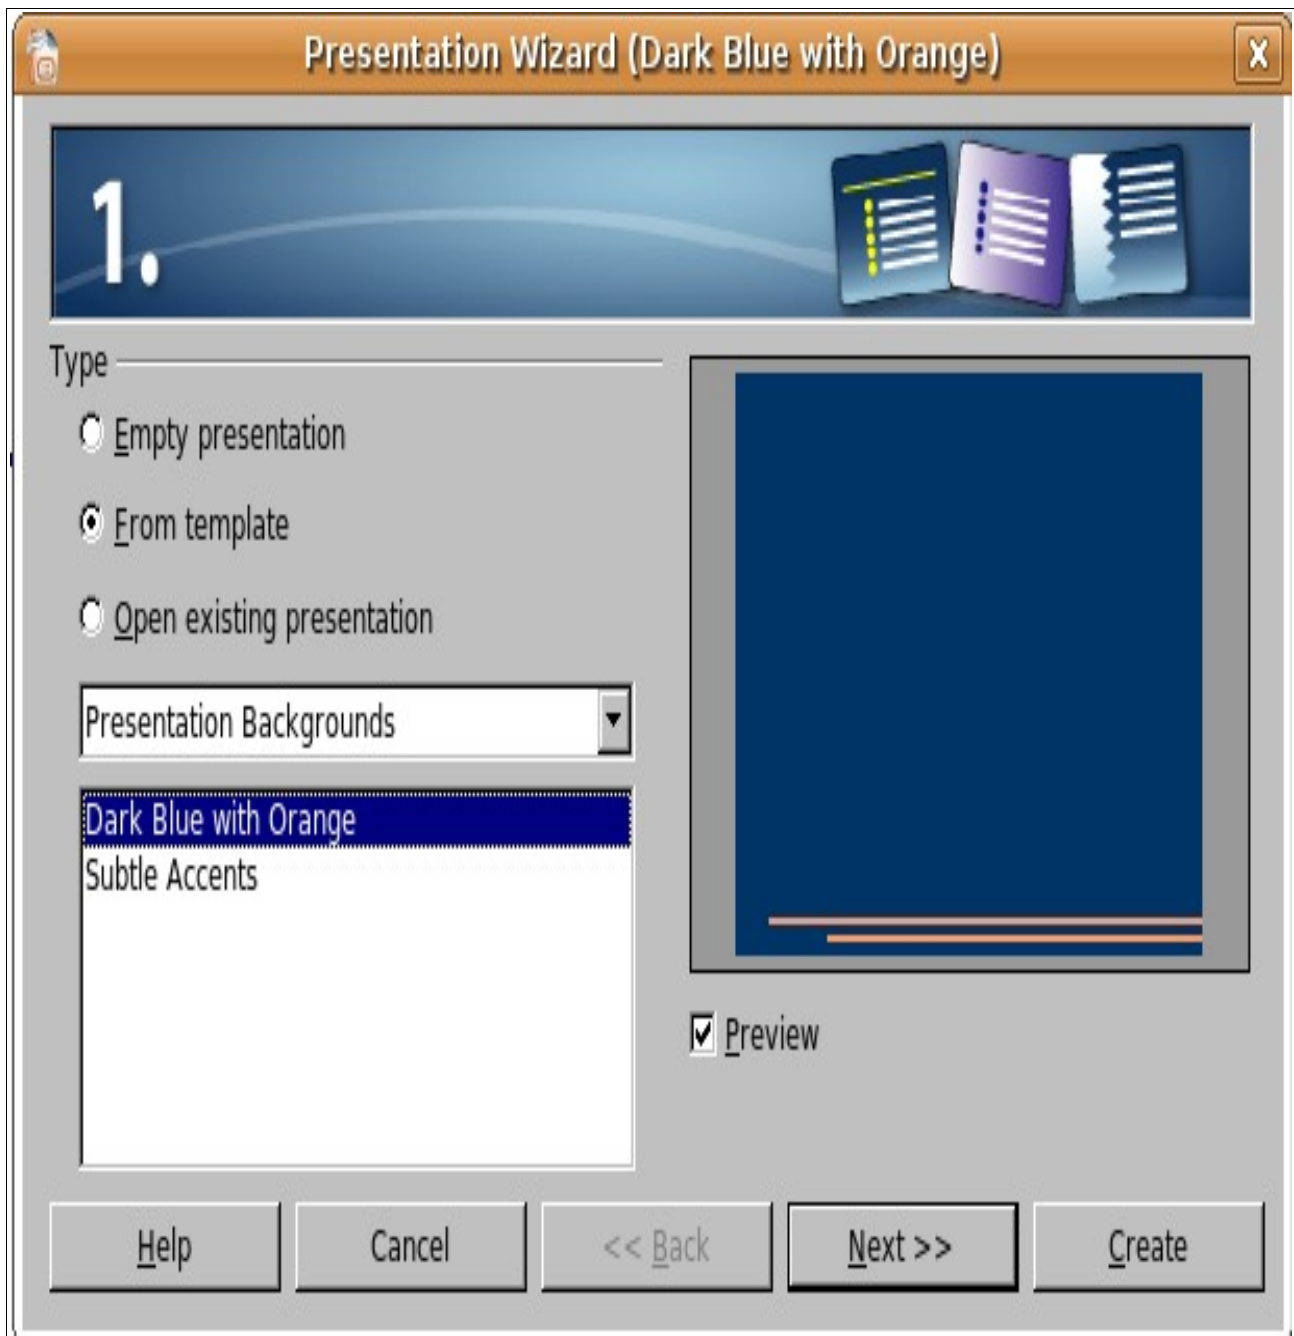 Presentation Wizard (Dark Blue with Orange)
1.
Type
Empty presentation
From template
Open existing presentation
Presentation Backgrounds
Dark Blue with Orange
Subtle Accents
Preview
Help Cancel << Back Next >> Create